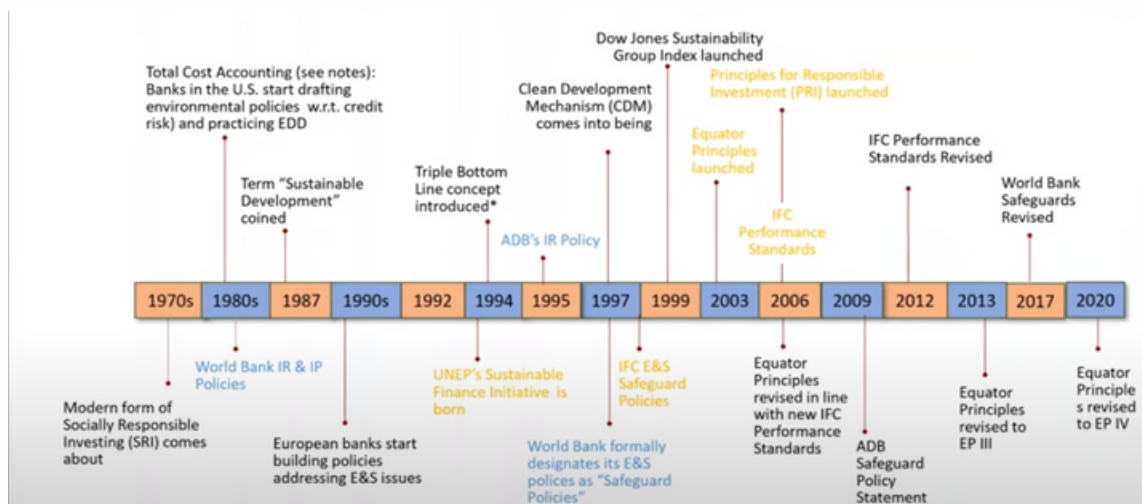 Dow Jones Sustainability
Group Index launched
Total Cost Accounting (see notes):
Banks in the U.S. start drafting
environmental policies w.r.t. credit
risk) and practicing EDD
Principles for Responsible
Investment (PRI) launched
Clean Development
Mechanism (CDM)
comes into being
Equator
Principles
launched
IFC Performance
Standards Revised
Term “Sustainable
Development”
coined
Triple Bottom
Line concept
introduced*
World Bank
Safeguards
Revised
ADB's IR Policy
IFC
Performance
Standards
1970s 1980s 1987 1990s 1992 1994 1995 1997 1999 2003 2006 2009 2012 2013 2017 2020
World Bank IR & IP
Policies
UNEP's Sustainable
Finance Initiative is
born
IFC E&S
Safeguard
Policies
Equator
Principles
revised in line
with new IFC
Performance
Standards
Equator
Principles
revised to
EP III
Equator
Principle
s revised
to EP IV
Modern form of
Socially Responsible
Investing (SRI) comes
about
European banks start
building policies
addressing E&S issues
World Bank formally
designates its E&S
polices as “Safeguard
Policies”
ADB
Safeguard
Policy
Statement